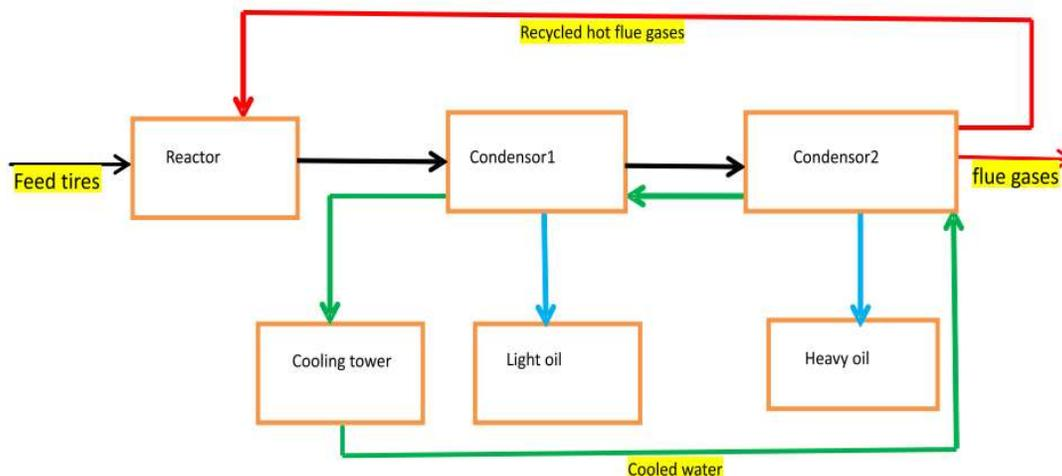 Recycled hot flue gases
Reactor
Condensor1
Condensor2
Feed tires
flue gases
Cooling tower
Light oil
Heavy oil
Cooled water